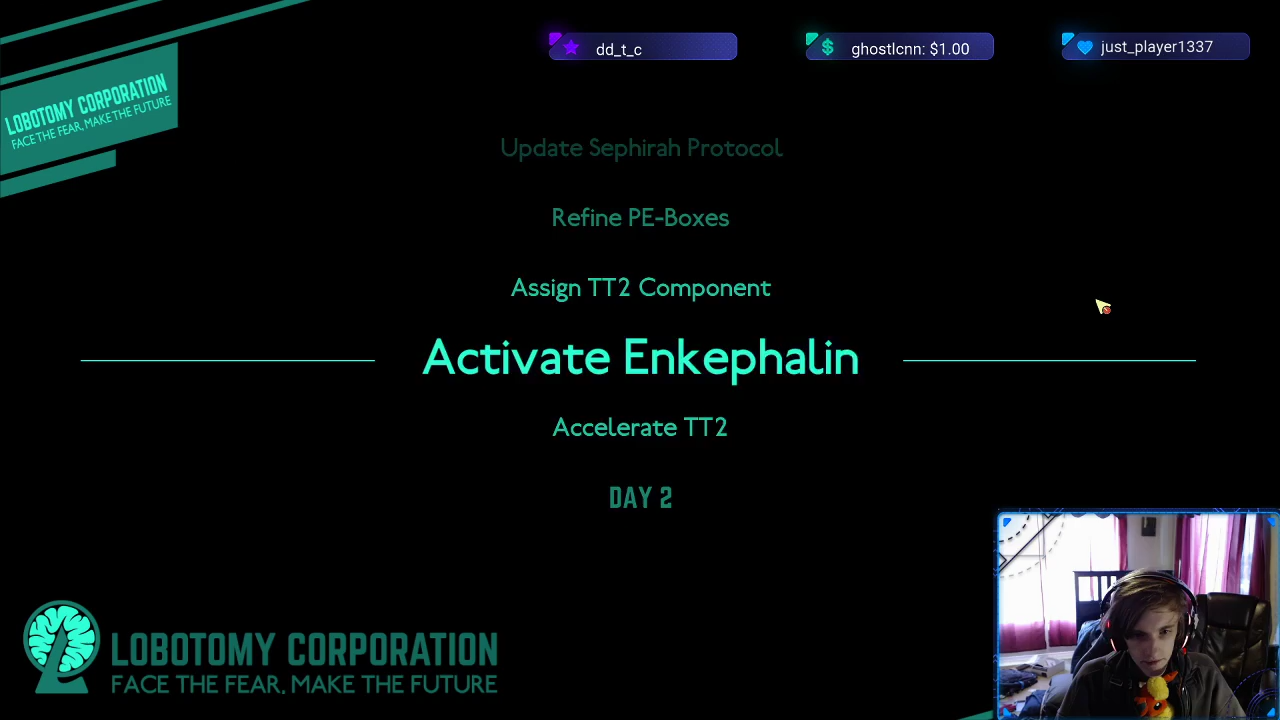 dd_t_c
ghostlcnn: $1.00
just_player1337
LOBOTOMY CORPORATION
FACE THE FEAR, MAKE THE FUTURE
Update Sephirah Protocol
Refine PE-Boxes
Assign TT2 Component
Activate Enkephalin
Accelerate TT2
DAY 2
LOBOTOMY CORPORATION
FACE THE FEAR, MAKE THE FUTURE